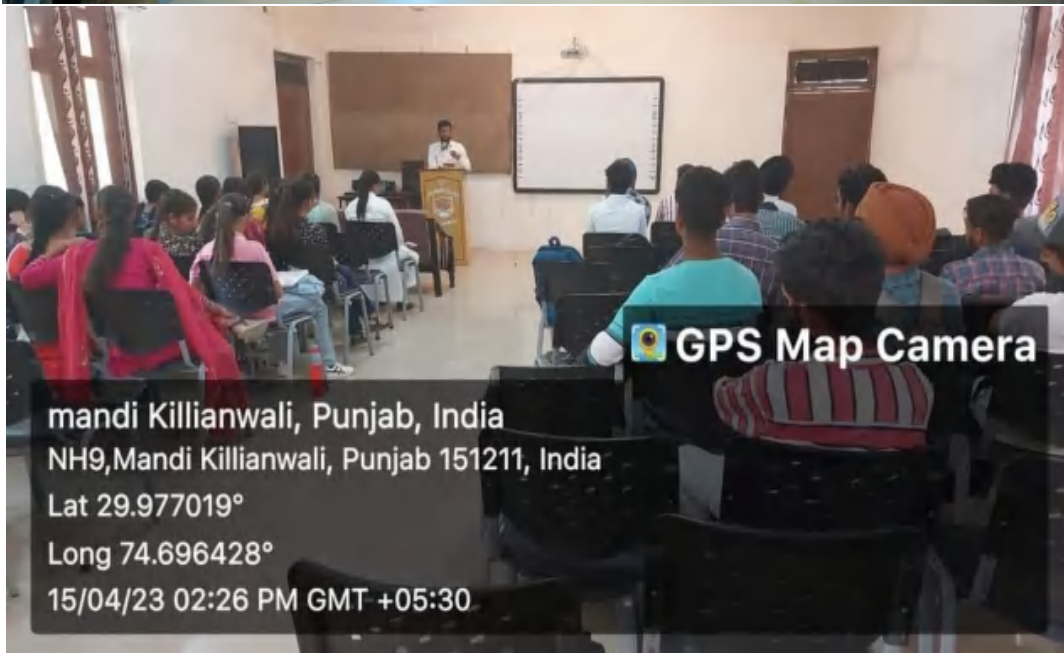 GPS Map Camera
mandi Killianwali, Punjab, India
NH9,Mandi Killianwali, Punjab 151211, India
Lat 29.977019°
Long 74.696428°
15/04/23 02:26 PM GMT +05:30